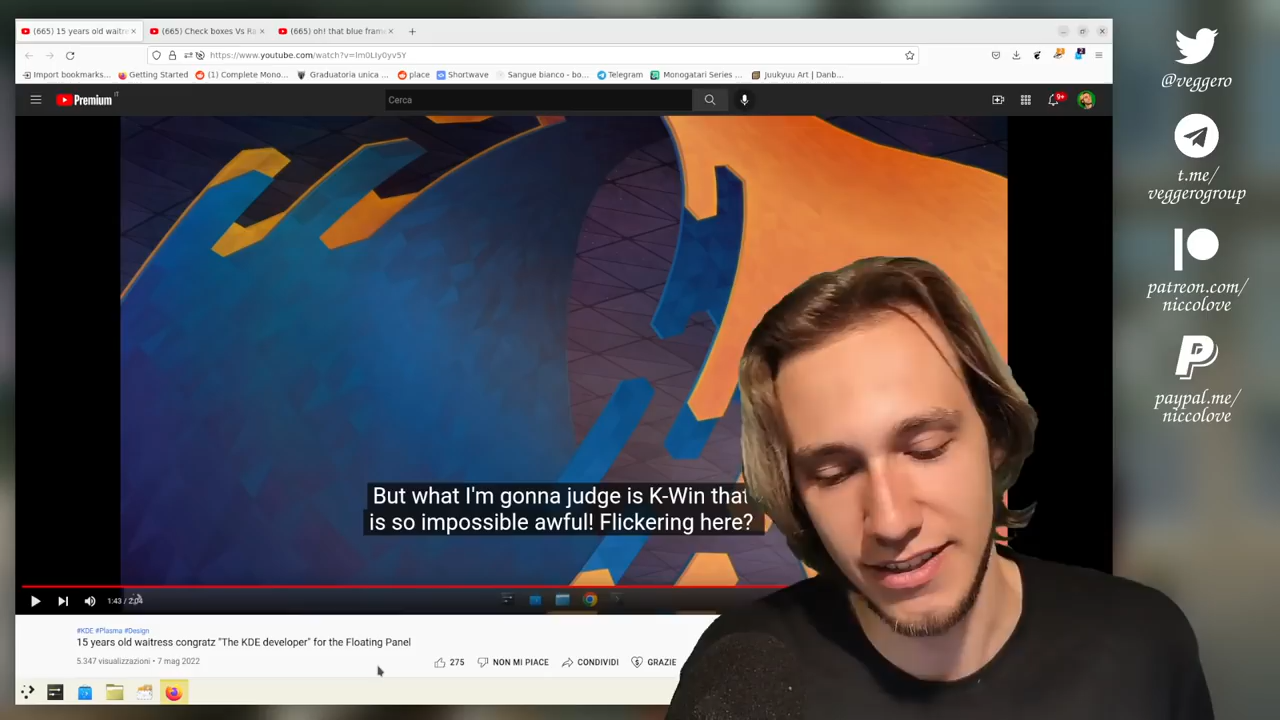 (665) 15 years old waitre
(665) Check boxes Vs Ra
(665) oh! that blue fram
https://www.youtube.com/watch?v=Im0LIy0yv5Y
Import bookmarks...
Getting Started
(1) Complete Mono...
Graduatoria unica ...
place
Shortwave
Sangue bianco - bo...
Telegram
Monogatari Series ...
Juukyuu Art | Danb...
Premium IT
Cerca
9+
But what I'm gonna judge is K-Win that
is so impossible awful! Flickering here?
1:43 / 2:04
#KDE #Plasma #Design
15 years old waitress congratz "The KDE developer" for the Floating Panel
5.347 visualizzazioni • 7 mag 2022
275
NON MI PIACE
CONDIVIDI
GRAZIE
@veggero
t.me/
veggerogroup
patreon.com/
niccolove
paypal.me/
niccolove